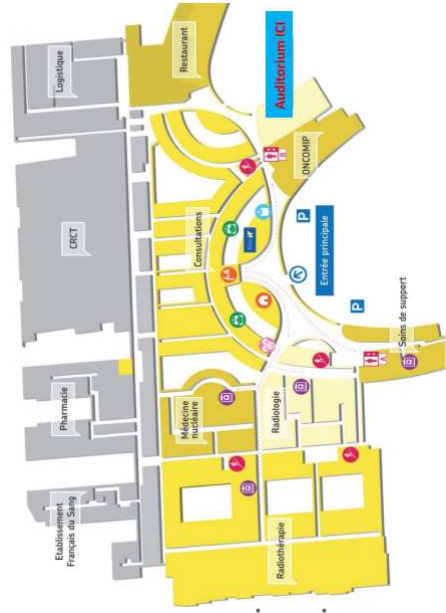 Logistique
Restaurant
Auditorium ICI
CRCT
Consultations
ONCOMIP
P
Entrée principale
P
Soins de support
A
Pharmacie
Médecine
nucléaire
Radiologie
Etablissement
Français du Sang
Radiothérapie